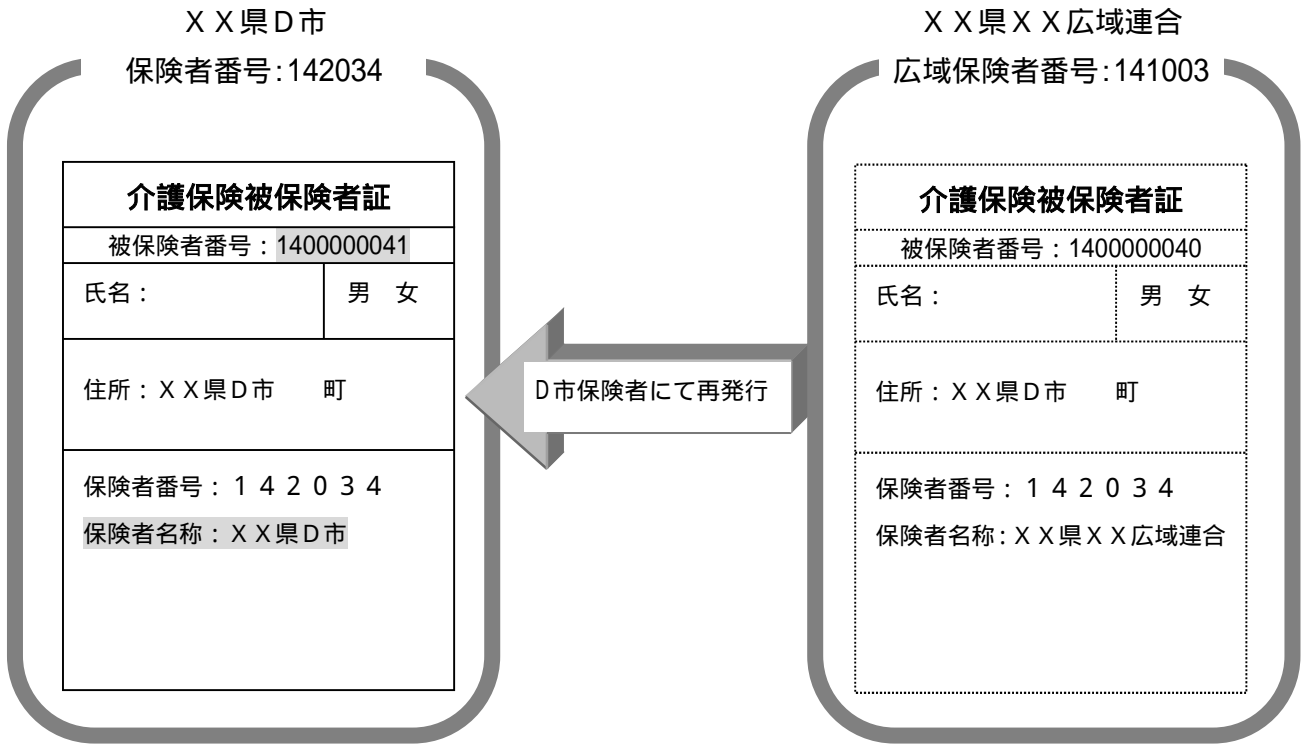 ＸＸ県Ｄ市
保険者番号:142034
介護保険被保険者証
被保険者番号：1400000041
氏名：
男　女
住所：ＸＸ県Ｄ市　　町
保険者番号：１４２０３４
保険者名称：ＸＸ県Ｄ市
Ｄ市保険者にて再発行
ＸＸ県ＸＸ広域連合
広域保険者番号:141003
介護保険被保険者証
被保険者番号：1400000040
氏名：
男　女
住所：ＸＸ県Ｄ市　　町
保険者番号：１４２０３４
保険者名称：ＸＸ県ＸＸ広域連合